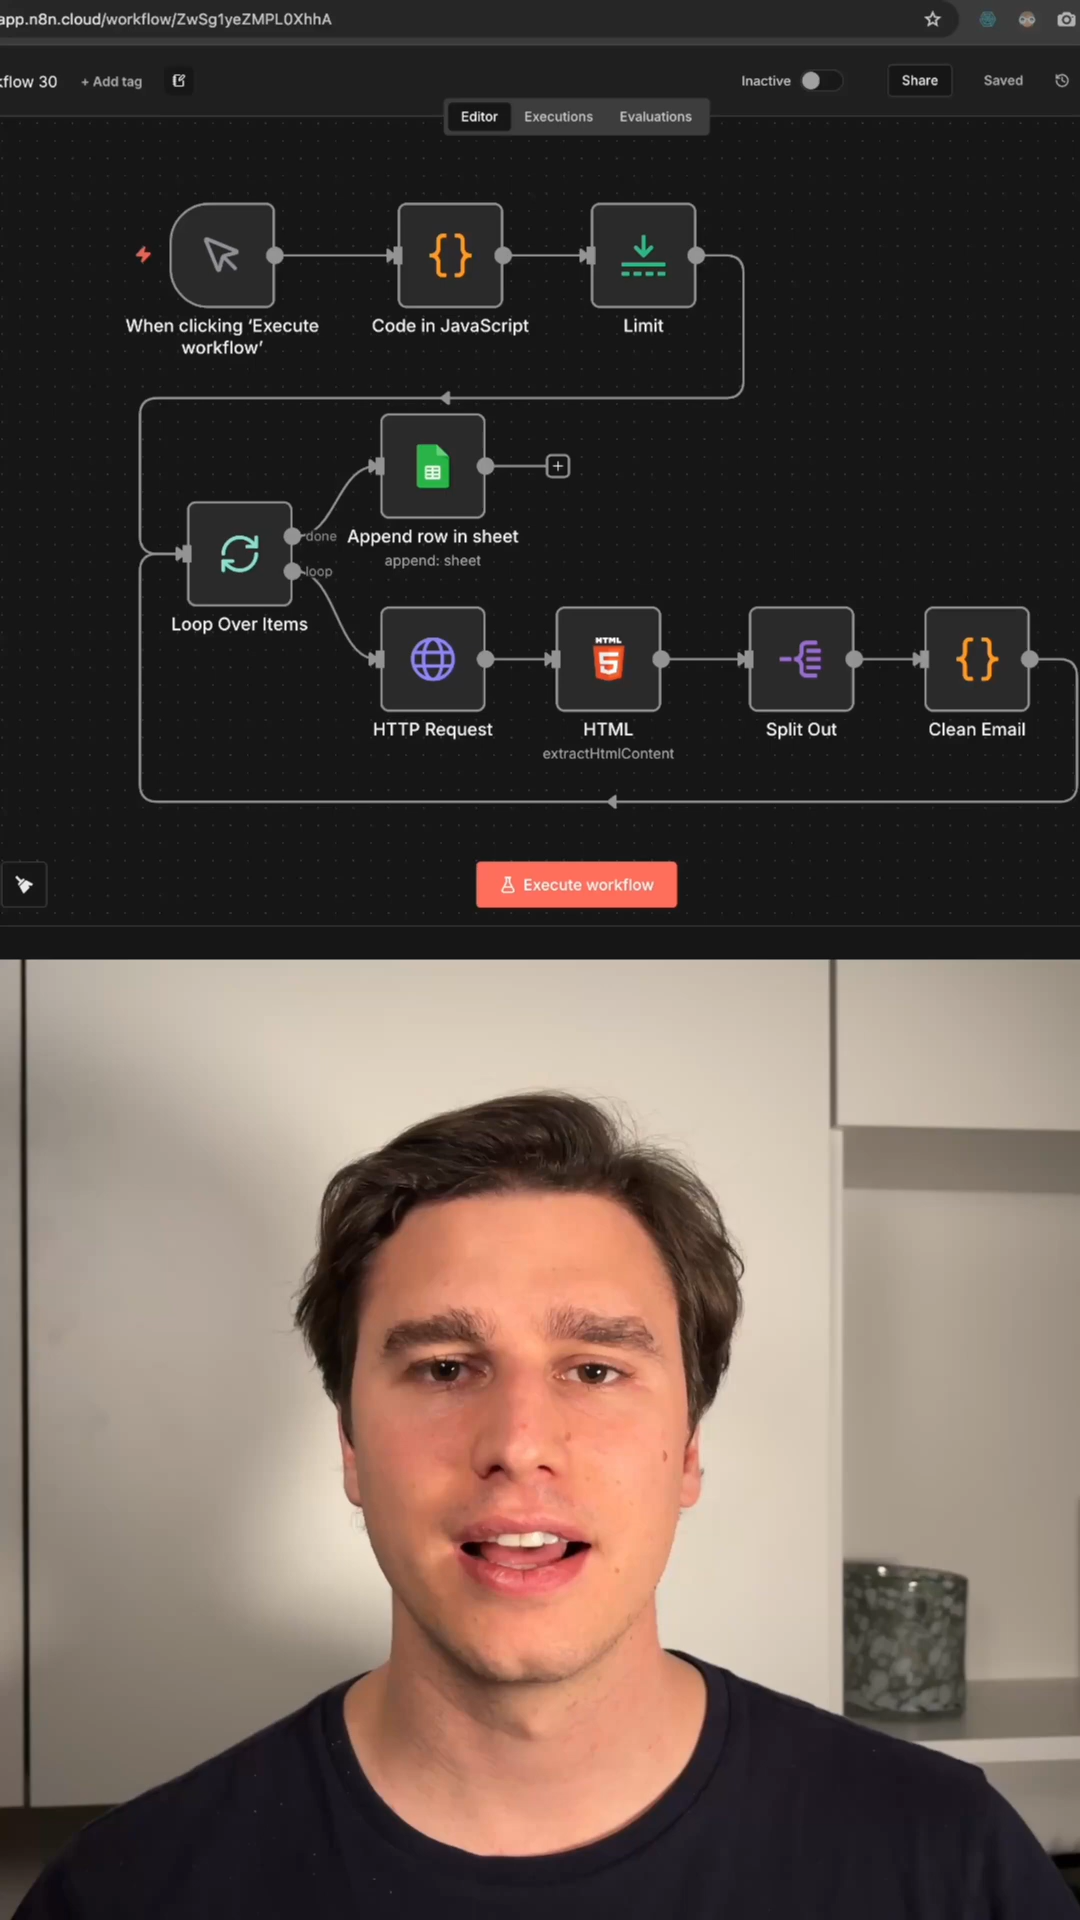 app.n8n.cloud/workflow/ZwSg1yeZMPL0XhhA
kflow 30
+ Add tag
Inactive
Share
Saved
Editor
Executions
Evaluations
When clicking ‘Execute
workflow’
Code in JavaScript
Limit
done
loop
Append row in sheet
append: sheet
Loop Over Items
HTTP Request
HTML
5
HTML
extractHtmlContent
Split Out
Clean Email
Execute workflow